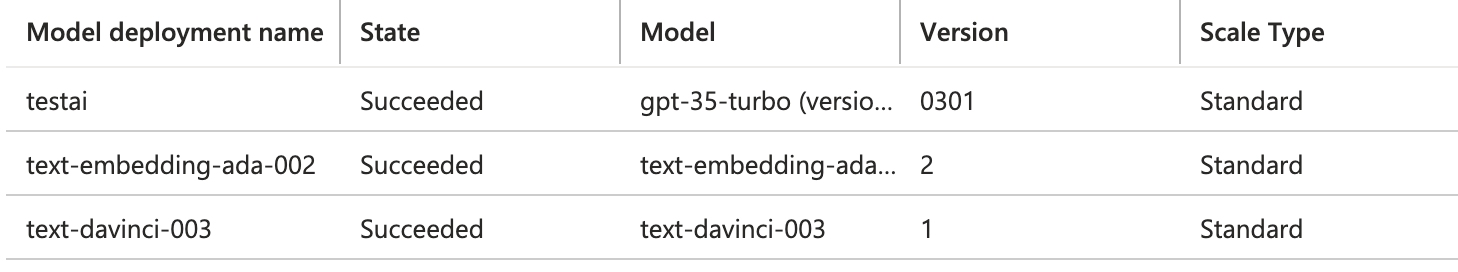 Model deployment name State Model Version Scale Type
testai Succeeded gpt-35-turbo (versio... 0301 Standard
text-embedding-ada-002 Succeeded text-embedding-ada... 2 Standard
text-davinci-003 Succeeded text-davinci-003 1 Standard